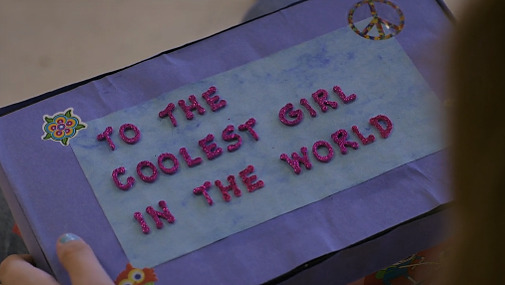 TO THE
COOLEST GIRL
IN THE WORLD